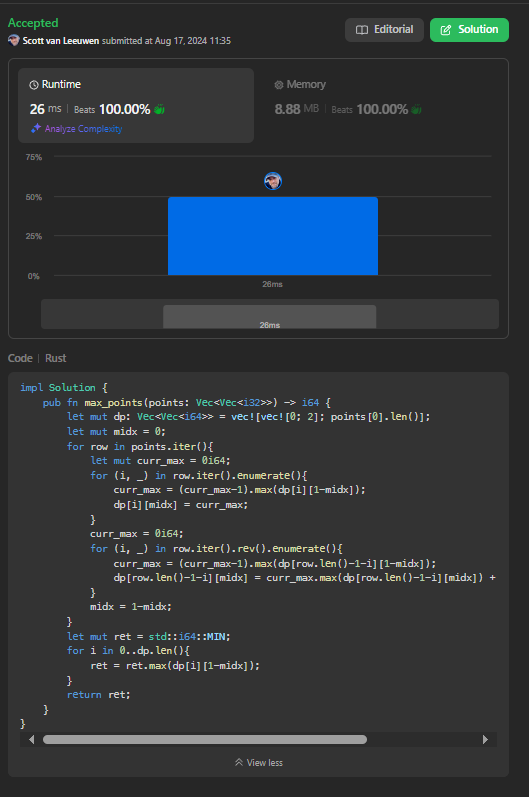 Accepted
Editorial
Solution
Scott van Leeuwen submitted at Aug 17, 2024 11:35
Runtime
26 ms | Beats 100.00%
Analyze Complexity
Memory
8.88 MB | Beats 100.00%
75%
50%
25%
0%
26ms
26ms
Code | Rust
impl Solution {
    pub fn max_points(points: Vec<Vec<i32>>) -> i64 {
        let mut dp: Vec<Vec<i64>> = vec![vec![0; 2]; points[0].len()];
        let mut midx = 0;
        for row in points.iter(){
            let mut curr_max = 0i64;
            for (i, _) in row.iter().enumerate(){
                curr_max = (curr_max-1).max(dp[i][1-midx]);
                dp[i][midx] = curr_max;
            }
            curr_max = 0i64;
            for (i, _) in row.iter().rev().enumerate(){
                curr_max = (curr_max-1).max(dp[row.len()-1-i][1-midx]);
                dp[row.len()-1-i][midx] = curr_max.max(dp[row.len()-1-i][midx]) +
            }
            midx = 1-midx;
        }
        let mut ret = std::i64::MIN;
        for i in 0..dp.len(){
            ret = ret.max(dp[i][1-midx]);
        }
        return ret;
    }
}
View less